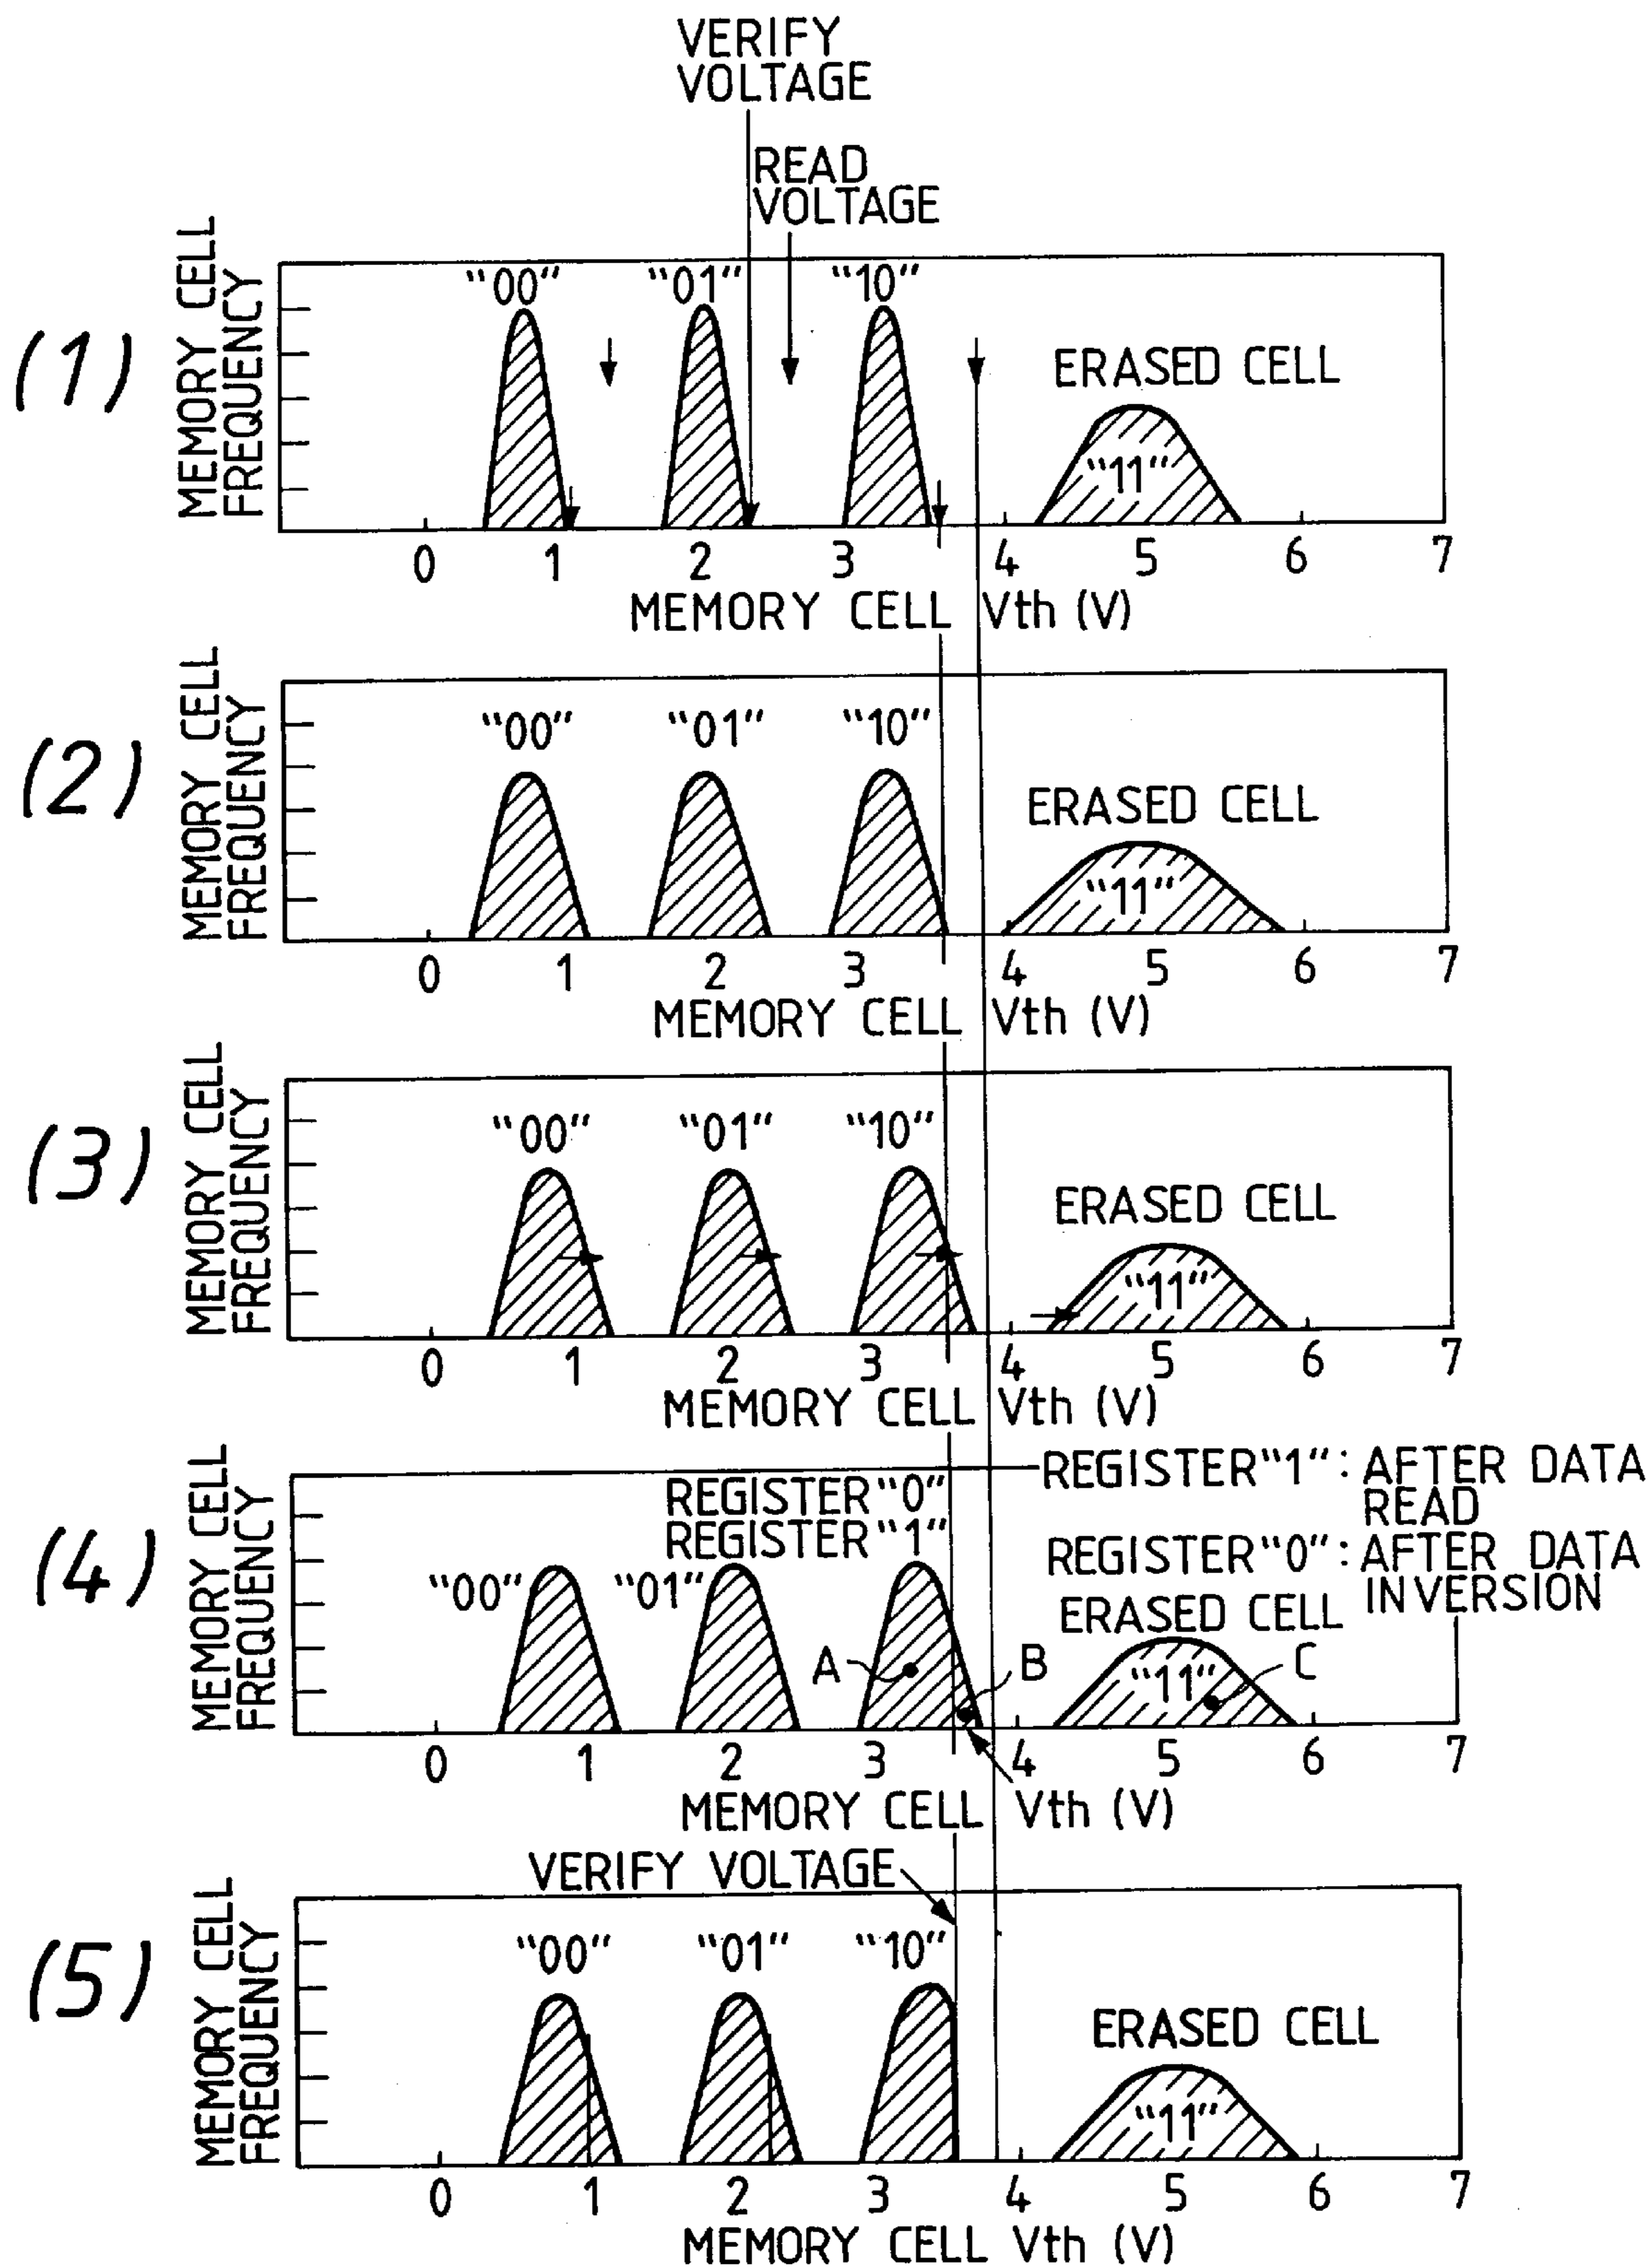 VERIFY
VOLTAGE
READ
VOLTAGE
(1)
MEMORY CELL
FREQUENCY
"00" "01" "10"
ERASED CELL
"11"
0 1 2 3 4 5 6 7
MEMORY CELL Vth (V)
(2)
MEMORY CELL
FREQUENCY
"00" "01" "10"
ERASED CELL
"11"
0 1 2 3 4 5 6 7
MEMORY CELL Vth (V)
(3)
MEMORY CELL
FREQUENCY
"00" "01" "10"
ERASED CELL
"11"
0 1 2 3 4 5 6 7
MEMORY CELL Vth (V)
(4)
MEMORY CELL
FREQUENCY
REGISTER "0"
REGISTER "1"
REGISTER "1" : AFTER DATA
READ
REGISTER "0" : AFTER DATA
INVERSION
"00" "01"
ERASED CELL
A B "11" C
0 1 2 3 4 5 6 7
MEMORY CELL Vth (V)
VERIFY VOLTAGE
(5)
MEMORY CELL
FREQUENCY
"00" "01" "10"
ERASED CELL
"11"
0 1 2 3 4 5 6 7
MEMORY CELL Vth (V)